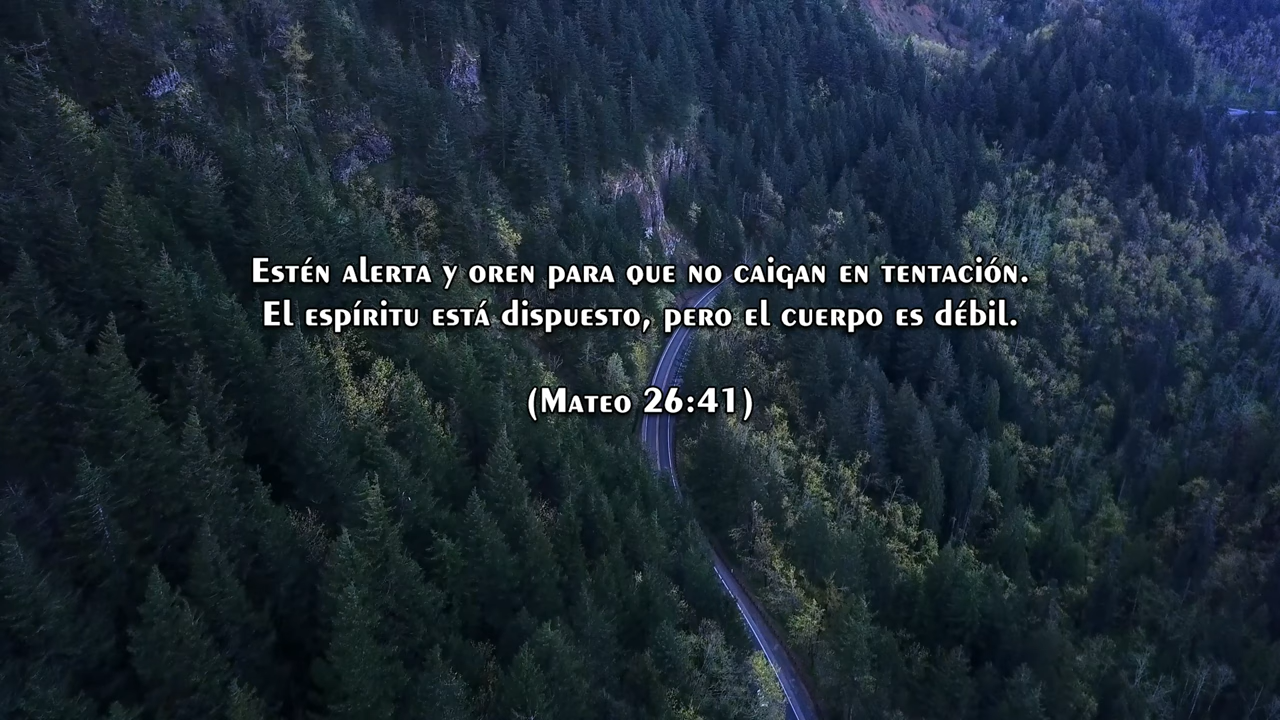 Estén alerta y oren para que no caigan en tentación.
El espíritu está dispuesto, pero el cuerpo es débil.
(Mateo 26:41)